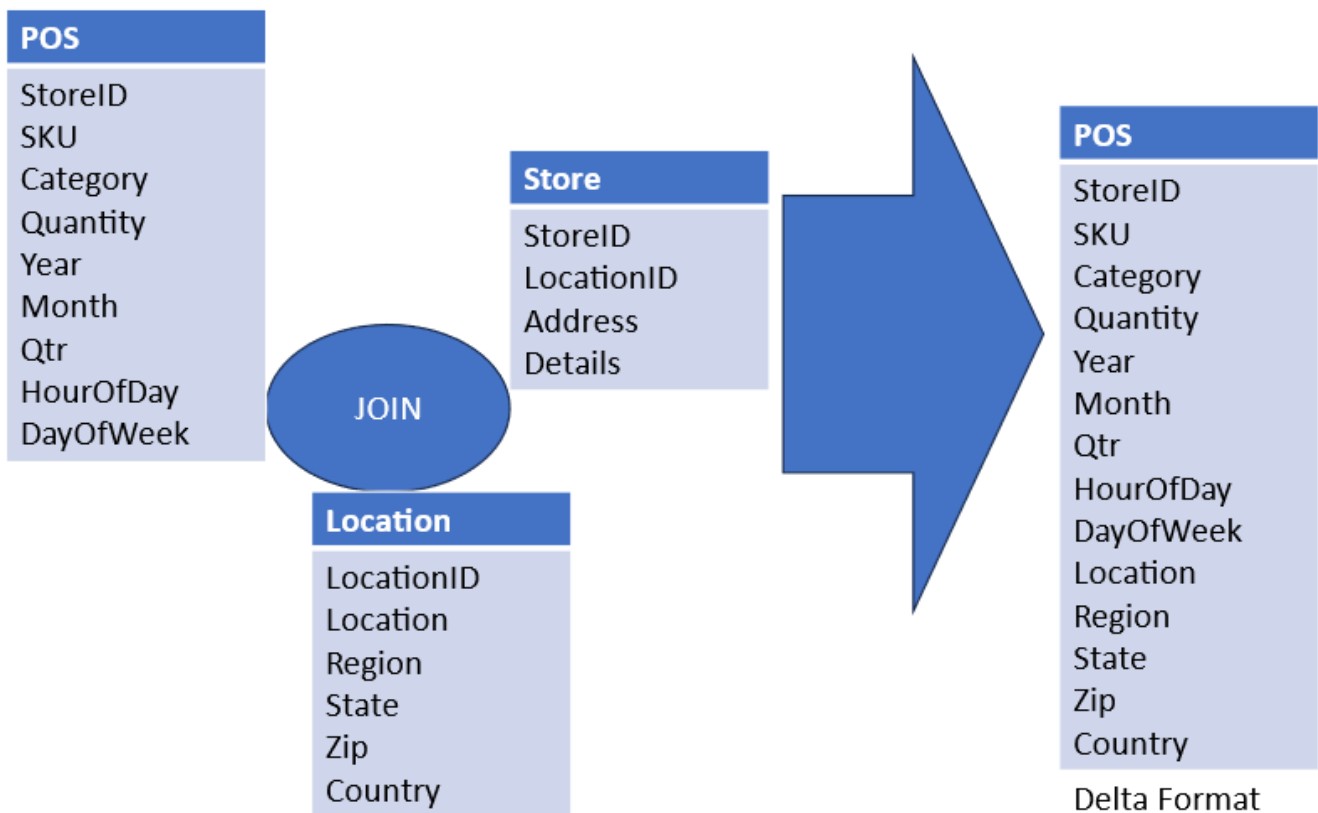 POS
StoreID
SKU
Category
Quantity
Year
Month
Qtr
HourOfDay
DayOfWeek
JOIN
Store
StoreID
LocationID
Address
Details
Location
LocationID
Location
Region
State
Zip
Country
POS
StoreID
SKU
Category
Quantity
Year
Month
Qtr
HourOfDay
DayOfWeek
Location
Region
State
Zip
Country
Delta Format